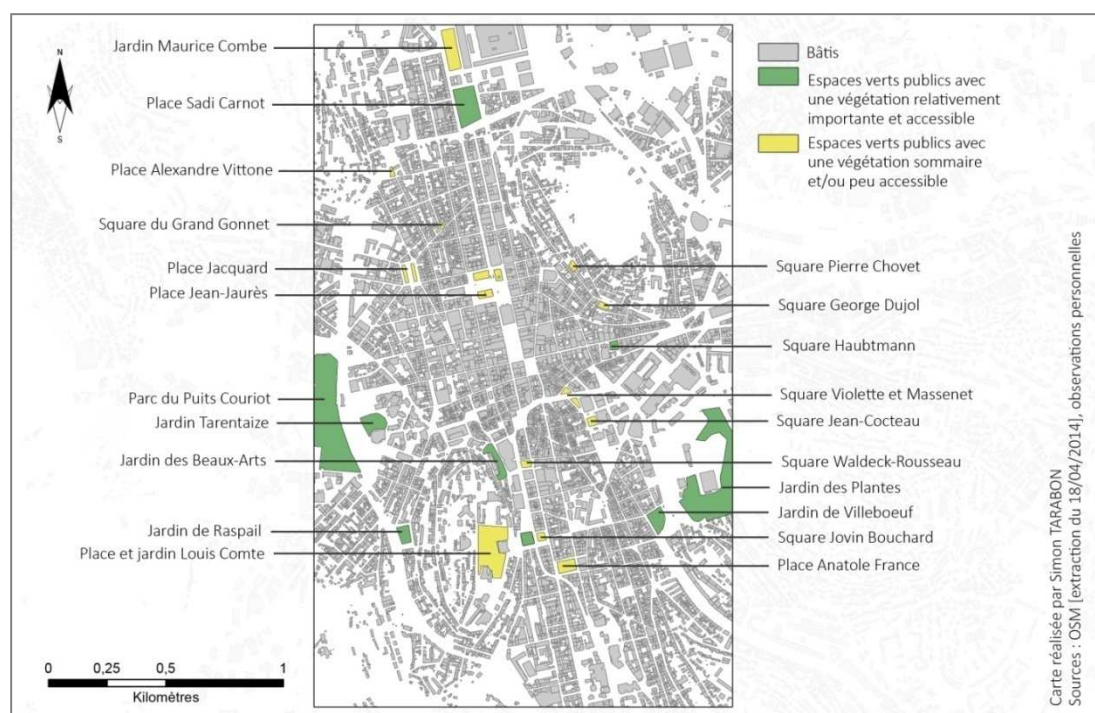 N
S
Jardin Maurice Combe
Place Sadi Carnot
Place Alexandre Vittone
Square du Grand Gonnet
Place Jacquard
Place Jean-Jaurès
Parc du Puits Couriot
Jardin Tarentaize
Jardin des Beaux-Arts
Jardin de Raspail
Place et jardin Louis Comte
Square Pierre Chovet
Square George Dujol
Square Haubtmann
Square Violette et Massenet
Square Jean-Cocteau
Square Waldeck-Rousseau
Jardin des Plantes
Jardin de Villeboeuf
Square Jovin Bouchard
Place Anatole France
Bâtis
Espaces verts publics avec
une végétation relativement
importante et accessible
Espaces verts publics avec
une végétation sommaire
et/ou peu accessible
0 0,25 0,5 1
Kilomètres
Carte réalisée par Simon TARABON
Sources : OSM [extraction du 18/04/2014], observations personnelles